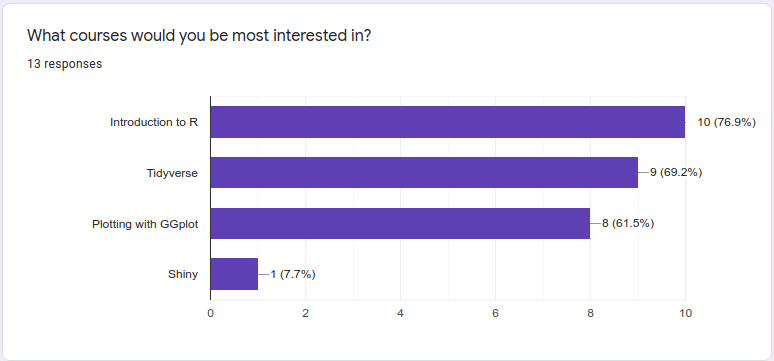 What courses would you be most interested in?
13 responses
Introduction to R
10 (76.9%)
Tidyverse
9 (69.2%)
Plotting with GGplot
8 (61.5%)
Shiny
1 (7.7%)
0 2 4 6 8 10